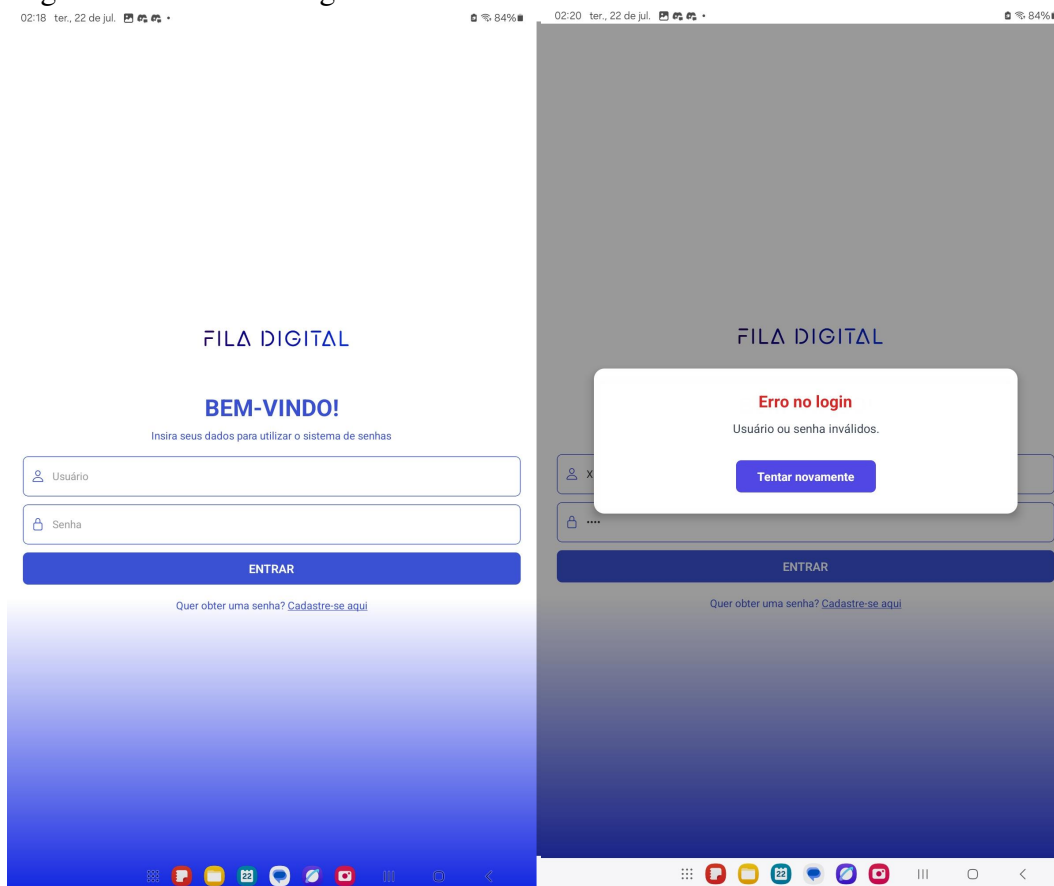 02:18 ter., 22 de jul.
84%
FILA DIGITAL
BEM-VINDO!
Insira seus dados para utilizar o sistema de senhas
Usuário
Senha
ENTRAR
Quer obter uma senha? Cadastre-se aqui
22
02:20 ter., 22 de jul.
84%
FILA DIGITAL
Erro no login
Usuário ou senha inválidos.
X
Tentar novamente
••••
ENTRAR
Quer obter uma senha? Cadastre-se aqui
22